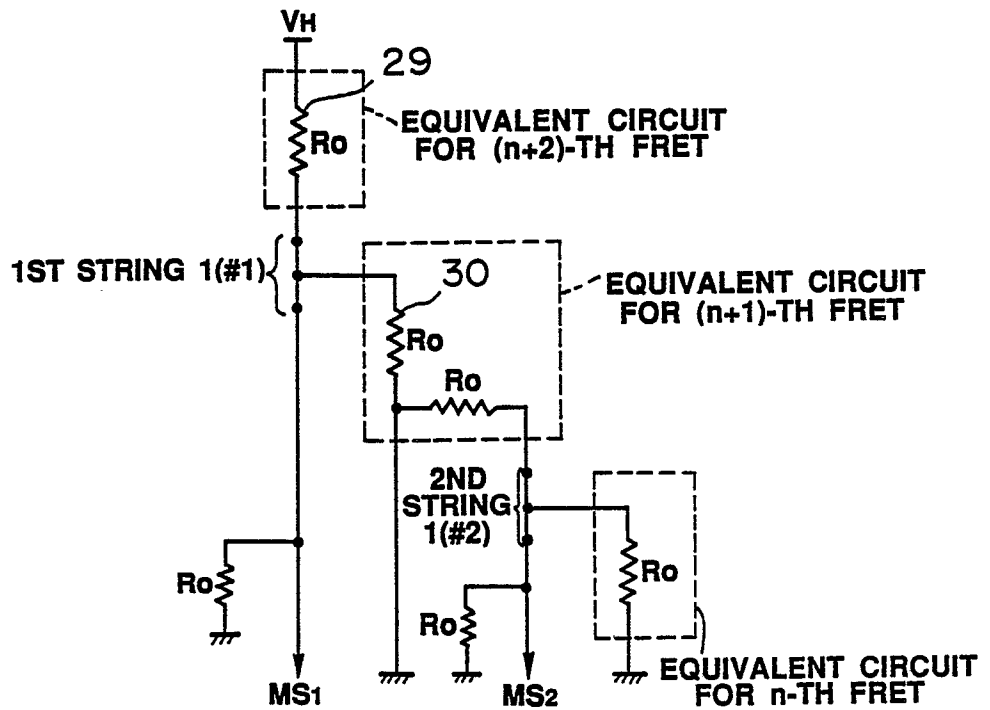 VH
29
Ro
EQUIVALENT CIRCUIT
FOR (n+2)-TH FRET
1ST STRING 1(#1)
30
EQUIVALENT CIRCUIT
FOR (n+1)-TH FRET
Ro
Ro
2ND
STRING
1(#2)
Ro
Ro
Ro
MS1
MS2
EQUIVALENT CIRCUIT
FOR n-TH FRET